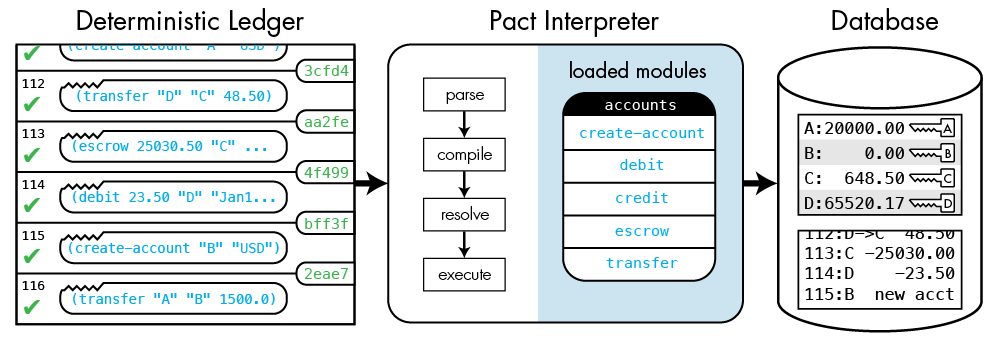 Deterministic Ledger
(create-account "A" "USD")
3cfd4
112
(transfer "D" "C" 48.50)
aa2fe
113
(escrow 25030.50 "C" ...
4f499
114
(debit 23.50 "D" "Jan1...
bff3f
115
(create-account "B" "USD")
2eae7
116
(transfer "A" "B" 1500.0)
Pact Interpreter
parse
compile
resolve
execute
loaded modules
accounts
create-account
debit
credit
escrow
transfer
Database
A:20000.00 A
B: 0.00 B
C: 648.50 C
D:65520.17 D
112:D->C 48.50
113:C -25030.00
114:D -23.50
115:B new acct